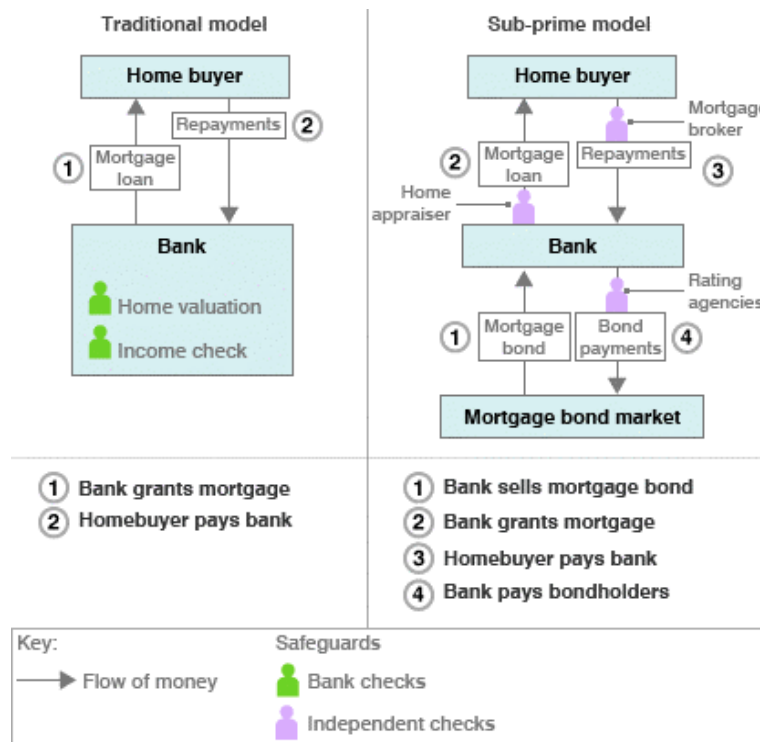 Traditional model
Home buyer
Repayments 2
1 Mortgage
loan
Bank
Home valuation
Income check
1 Bank grants mortgage
2 Homebuyer pays bank
Sub-prime model
Home buyer
Mortgage
broker
2 Mortgage
loan
Repayments 3
Home
appraiser
Bank
Rating
agencies
1 Mortgage
bond
Bond
payments 4
Mortgage bond market
1 Bank sells mortgage bond
2 Bank grants mortgage
3 Homebuyer pays bank
4 Bank pays bondholders
Key:
Flow of money
Safeguards
Bank checks
Independent checks